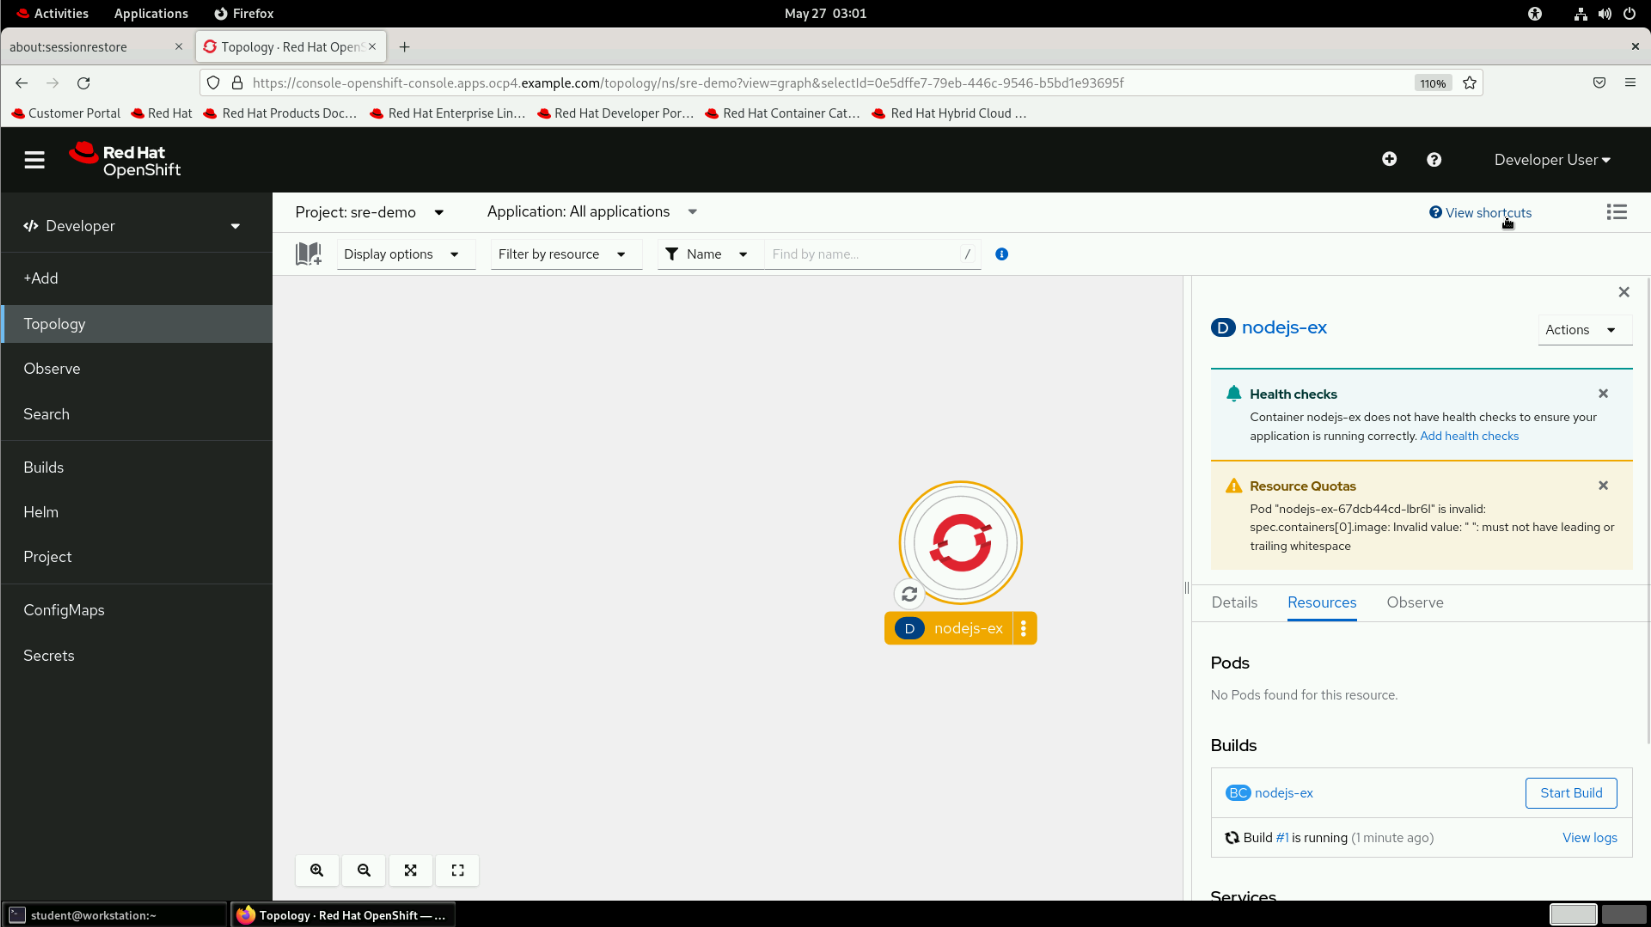 Activities
Applications
Firefox
May 27 03:01
about:sessionrestore
Topology · Red Hat OpenS
https://console-openshift-console.apps.ocp4.example.com/topology/ns/sre-demo?view=graph&selectId=0e5dffe7-79eb-446c-9546-b5bd1e93695f
110%
Customer Portal
Red Hat
Red Hat Products Doc...
Red Hat Enterprise Lin...
Red Hat Developer Por...
Red Hat Container Cat...
Red Hat Hybrid Cloud ...
Red Hat
OpenShift
Developer User
Developer
+Add
Topology
Observe
Search
Builds
Helm
Project
ConfigMaps
Secrets
Project: sre-demo
Application: All applications
View shortcuts
Display options
Filter by resource
Name
Find by name...
/
D nodejs-ex
D nodejs-ex
Actions
Health checks
Container nodejs-ex does not have health checks to ensure your
application is running correctly. Add health checks
Resource Quotas
Pod "nodejs-ex-67dcb44cd-lbr6l" is invalid:
spec.containers[0].image: Invalid value: " ": must not have leading or
trailing whitespace
Details
Resources
Observe
Pods
No Pods found for this resource.
Builds
BC nodejs-ex
Start Build
Build #1 is running (1 minute ago)
View logs
Services
student@workstation:~
Topology · Red Hat OpenShift — ...